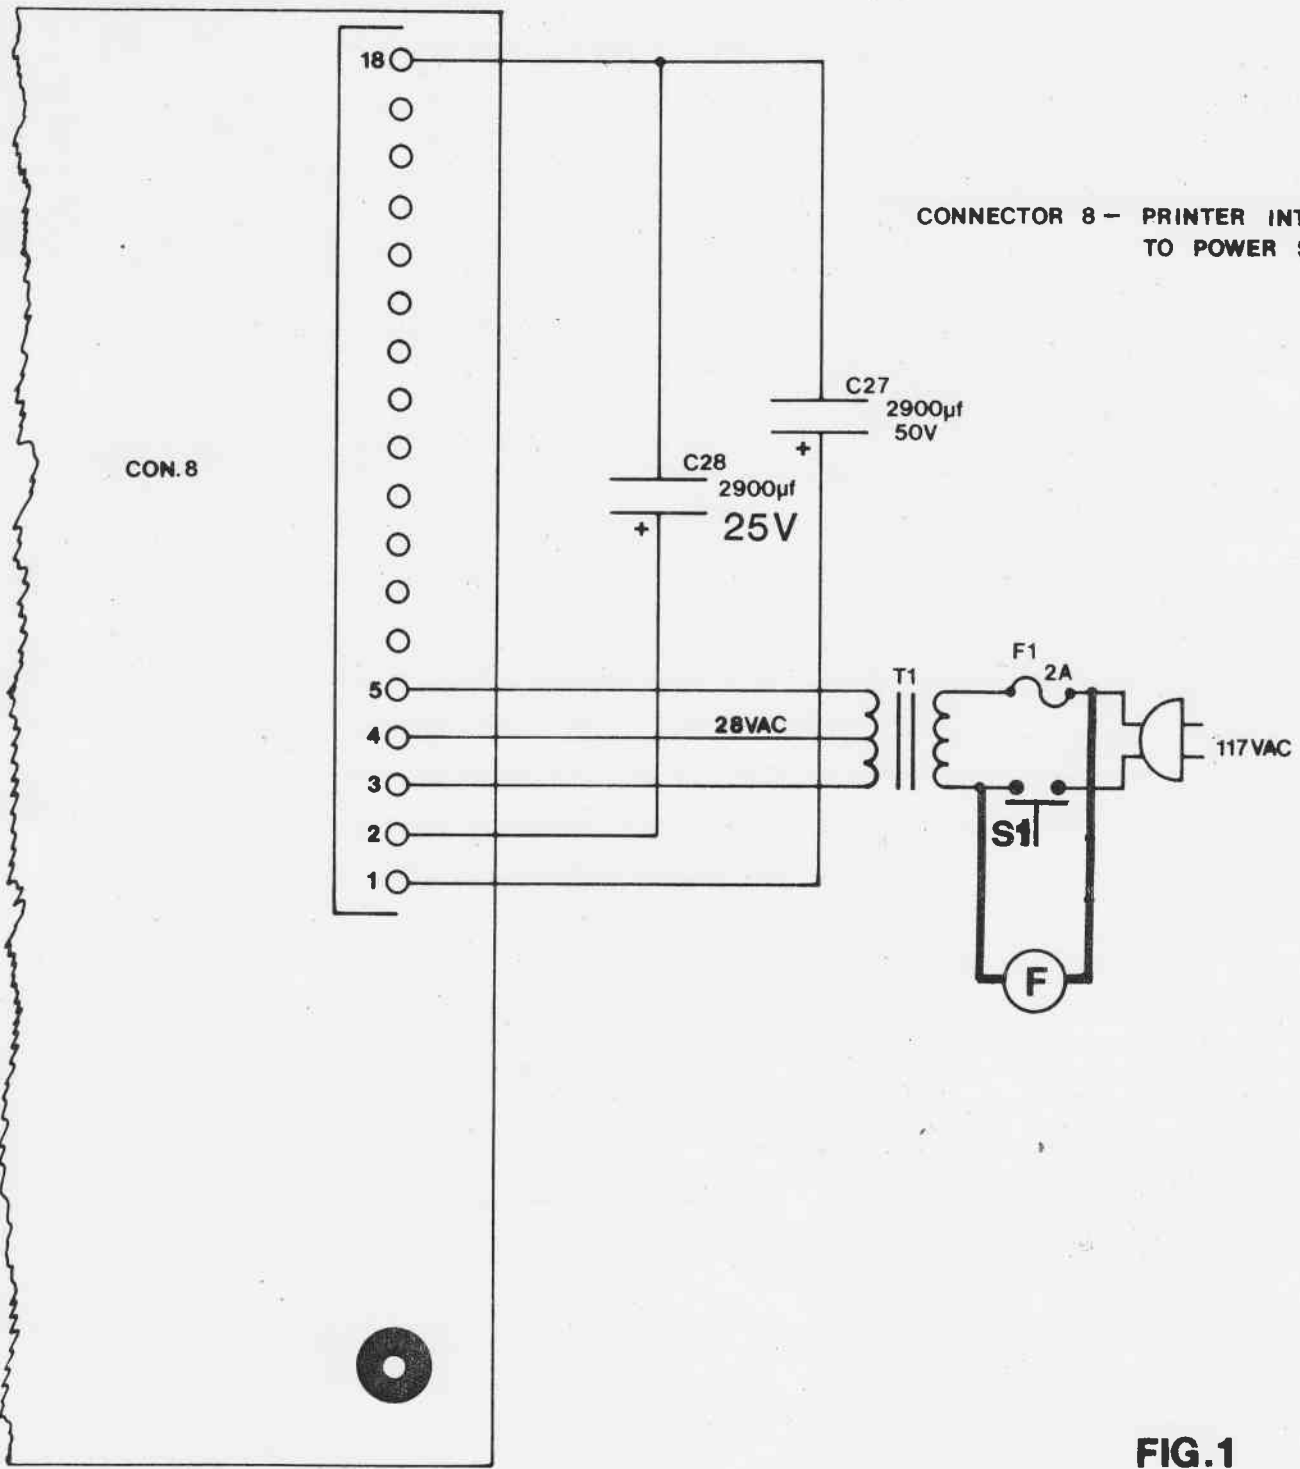 18
CONNECTOR 8 – PRINTER
TO POWER
C27
2900µf
50V
+
CON. 8
C28
2900µf
25V
+
5
4
3
2
1
28VAC
T1
F1
2A
117VAC
S1
F
FIG.1